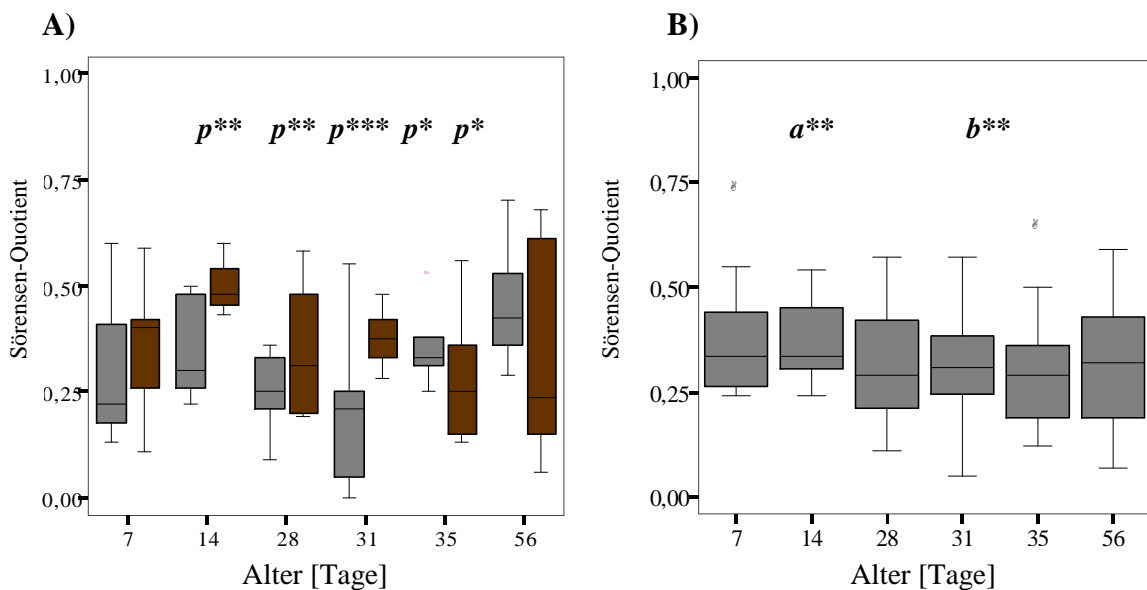 A)
1,00
0,75
0,50
0,25
0,00
Sörensen-Quotient
p** p** p*** p* p*
7 14 28 31 35 56
Alter [Tage]
B)
1,00
0,75
0,50
0,25
0,00
Sörensen-Quotient
a** b**
7 14 28 31 35 56
Alter [Tage]